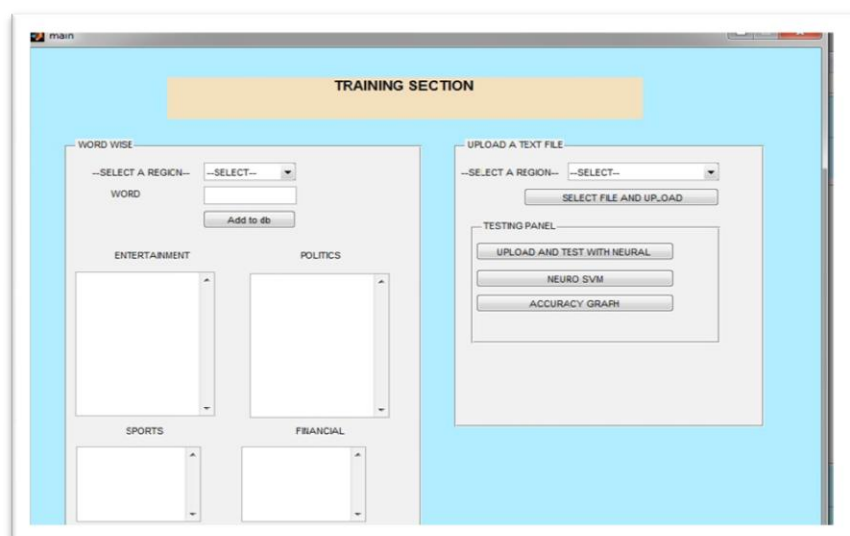 main
TRAINING SECTION
WORD WISE
--SELECT A REGION--
--SELECT--
WORD
Add to db
ENTERTAINMENT
POLITICS
SPORTS
FINANCIAL
UPLOAD A TEXT FILE
--SELECT A REGION--
--SELECT--
SELECT FILE AND UPLOAD
TESTING PANEL
UPLOAD AND TEST WITH NEURAL
NEURO SVM
ACCURACY GRAPH